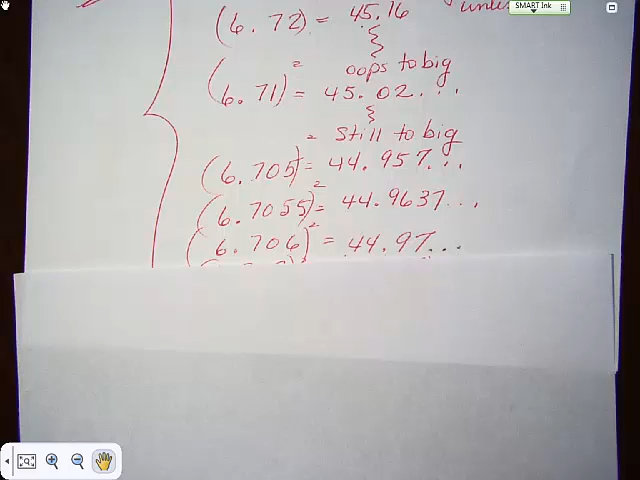 (6.72) = 45.16
SMART Ink
oops to big
(6.71)² = 45.02...
still to big
(6.705)² = 44.957...
(6.7055)² = 44.9637...
(6.706)² = 44.97...